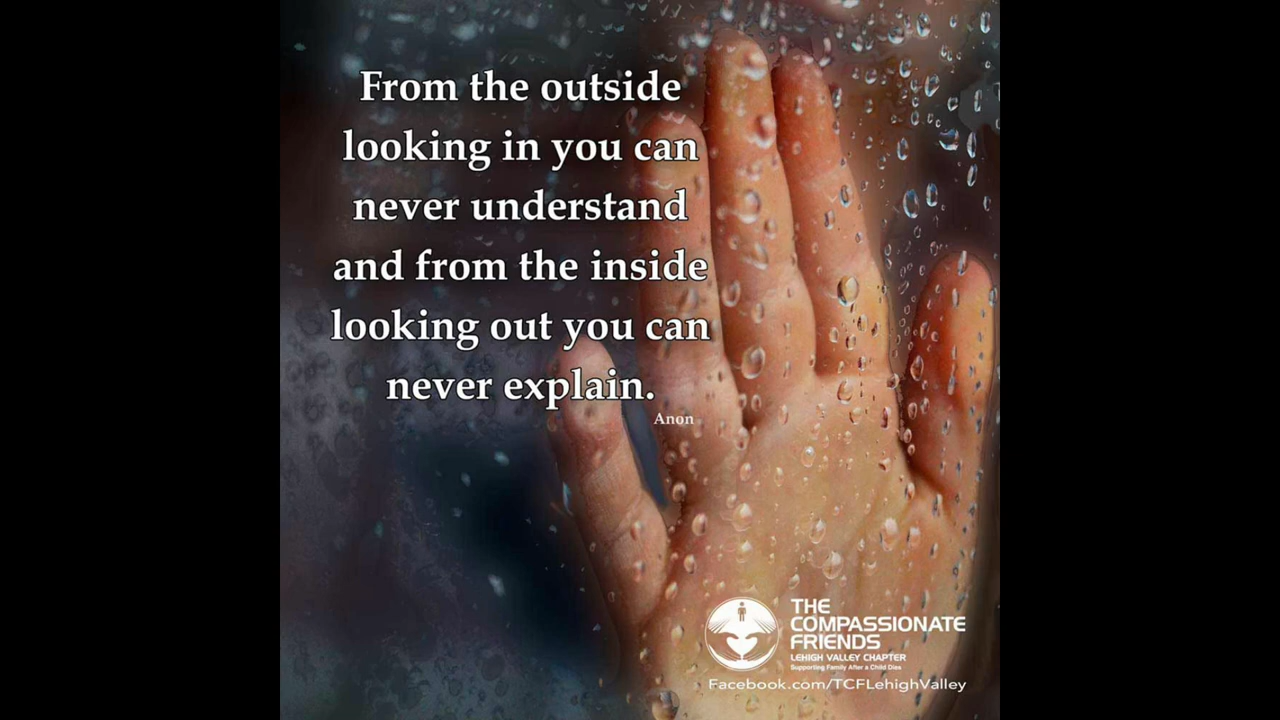 From the outside
looking in you can
never understand
and from the inside
looking out you can
never explain.
Anon
THE
COMPASSIONATE
FRIENDS
LEHIGH VALLEY CHAPTER
Supporting Family After a Child Dies
Facebook.com/TCFLehighValley